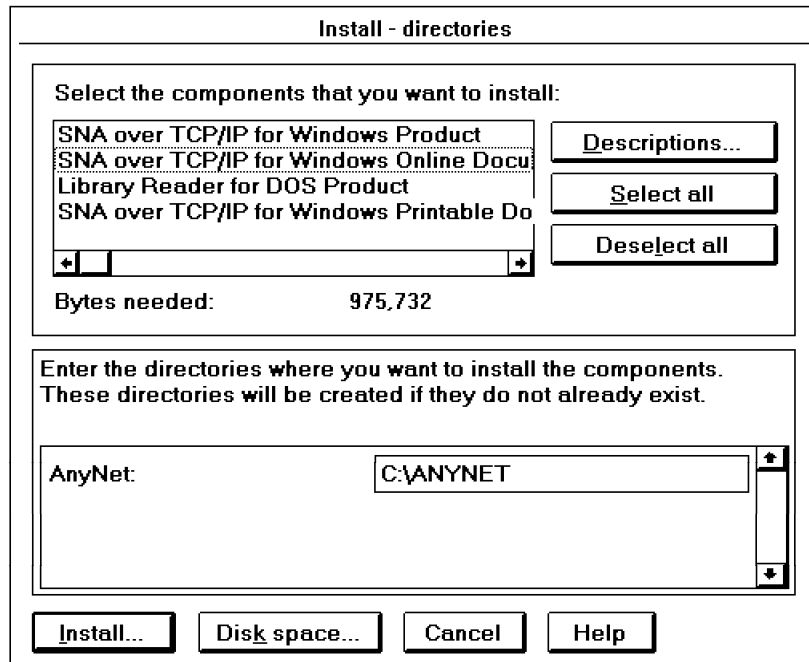 Install - directories
Select the components that you want to install:
SNA over TCP/IP for Windows Product
SNA over TCP/IP for Windows Online Docu
Library Reader for DOS Product
SNA over TCP/IP for Windows Printable Do
Descriptions...
Select all
Deselect all
Bytes needed: 975,732
Enter the directories where you want to install the components.
These directories will be created if they do not already exist.
AnyNet: C:\ANYNET
Install... Disk space... Cancel Help